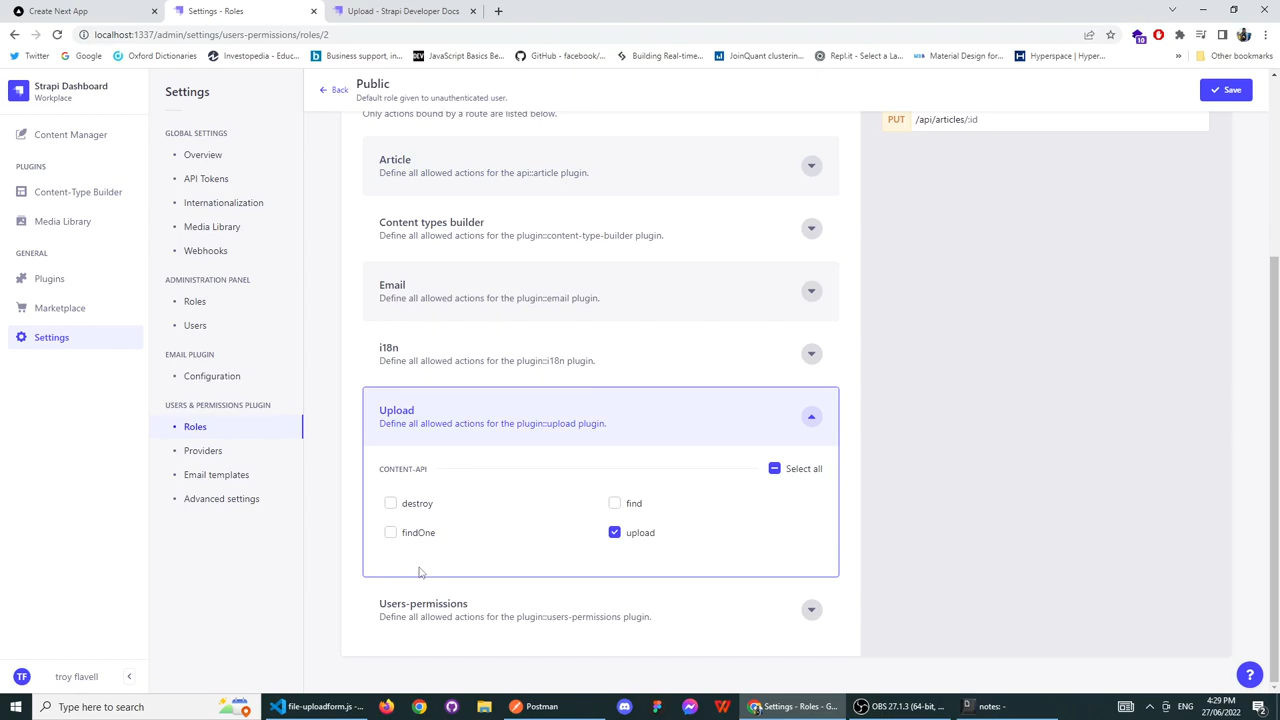 Create Next App
Settings - Roles
Upload - Strapi Developer Docs
localhost:1337/admin/settings/users-permissions/roles/2
10
Twitter
Google
Oxford Dictionaries
Investopedia - Educ...
Business support, in...
JavaScript Basics Be...
GitHub - facebook/...
Building Real-time...
JoinQuant clusterin...
Repl.it - Select a La...
Material Design for...
Hyperspace | Hyper...
Other bookmarks
Strapi Dashboard
Workplace
Content Manager
PLUGINS
Content-Type Builder
Media Library
GENERAL
Plugins
Marketplace
Settings
TF
troy flavell
Settings
GLOBAL SETTINGS
Overview
API Tokens
Internationalization
Media Library
Webhooks
ADMINISTRATION PANEL
Roles
Users
EMAIL PLUGIN
Configuration
USERS & PERMISSIONS PLUGIN
Roles
Providers
Email templates
Advanced settings
Back
Public
Default role given to unauthenticated user.
Save
Only actions bound by a route are listed below.
PUT /api/articles/:id
Article
Define all allowed actions for the api::article plugin.
Content types builder
Define all allowed actions for the plugin::content-type-builder plugin.
Email
Define all allowed actions for the plugin::email plugin.
i18n
Define all allowed actions for the plugin::i18n plugin.
Upload
Define all allowed actions for the plugin::upload plugin.
CONTENT-API
Select all
destroy
find
findOne
upload
Users-permissions
Define all allowed actions for the plugin::users-permissions plugin.
?
Type here to search
file-uploadform.js - ...
Postman
Settings - Roles - G...
OBS 27.1.3 (64-bit, ...
notes: -
ENG
4:29 PM
27/06/2022
2